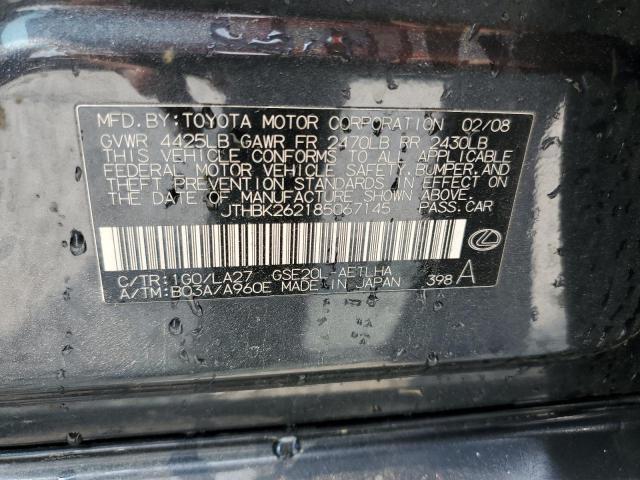 MFD. BY: TOYOTA MOTOR CORPORATION 02/08
GVWR 4425LB GAWR FR 2470LB RR 2430LB
THIS VEHICLE CONFORMS TO ALL APPLICABLE
FEDERAL MOTOR VEHICLE SAFETY, BUMPER, AND
THEFT PREVENTION STANDARDS IN EFFECT ON
THE DATE OF MANUFACTURE SHOWN ABOVE.
JTHBK262185067145 PASS. CAR
C/TR: 1G0/LA27 GSE20L-AETLHA
A/TM: B03A/A960E MADE IN JAPAN 398 A